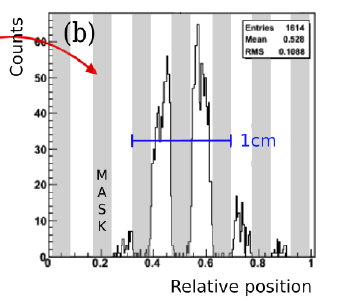 (b)
Counts
Entries 1614
Mean 0.528
RMS 0.1088
60
50
40
30
20
10
0
1cm
M
A
S
K
0 0.2 0.4 0.6 0.8 1
Relative position